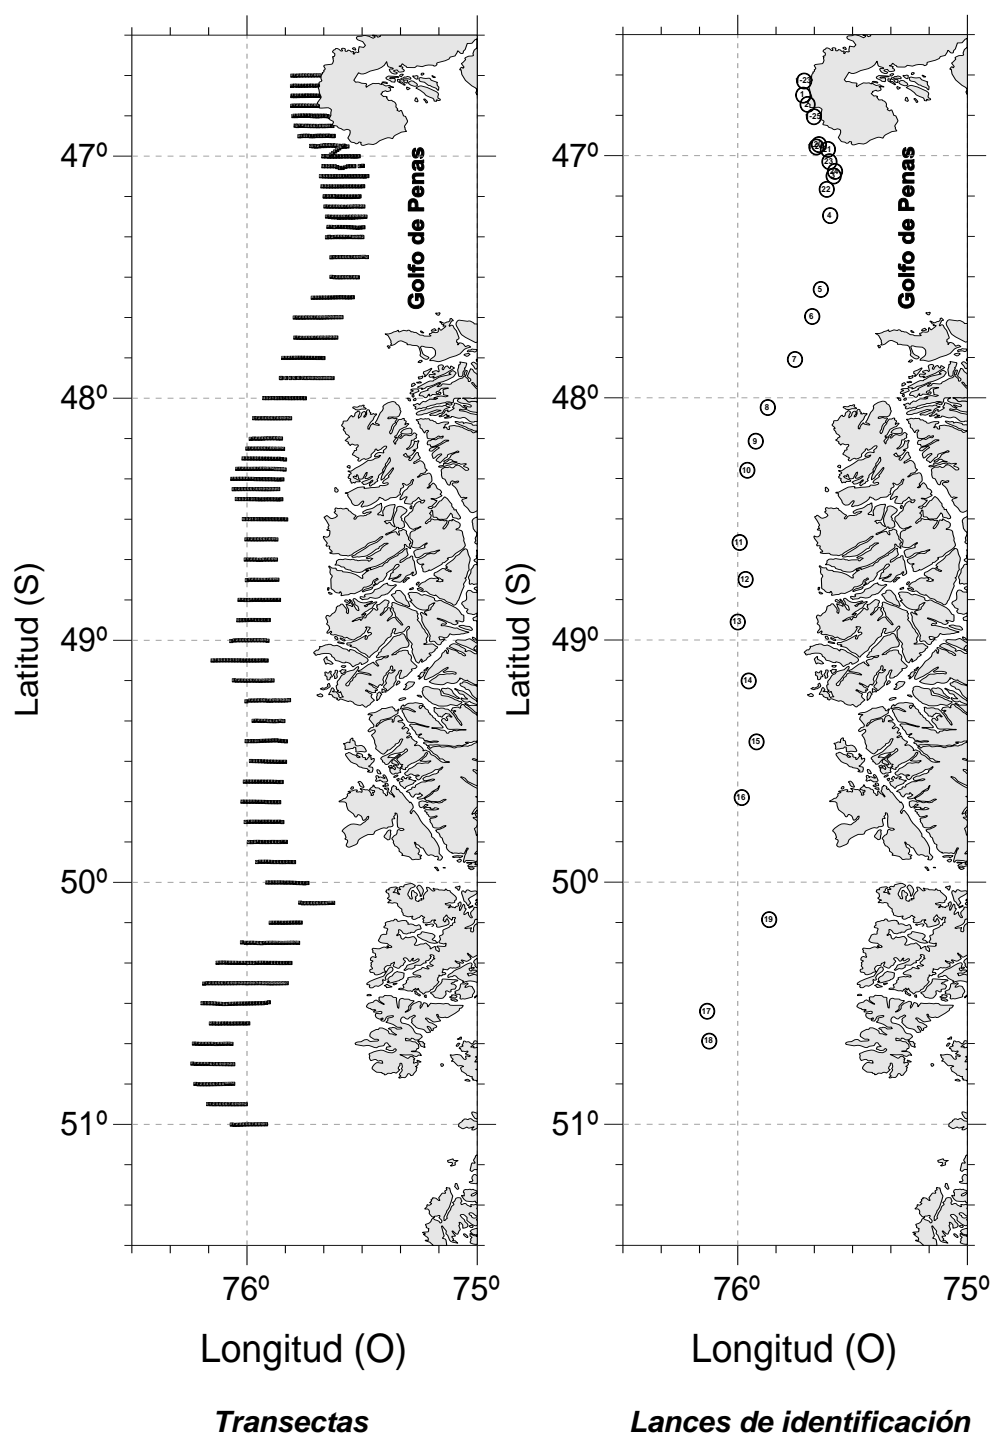 47º
48º
49º
50º
51º
76º
75º
Latitud (S)
Longitud (O)
Golfo de Penas
Transectas
47º
48º
49º
50º
51º
76º
75º
Latitud (S)
Longitud (O)
Golfo de Penas
1
22
4
5
6
7
8
9
10
11
12
13
14
15
16
19
17
18
Lances de identificación